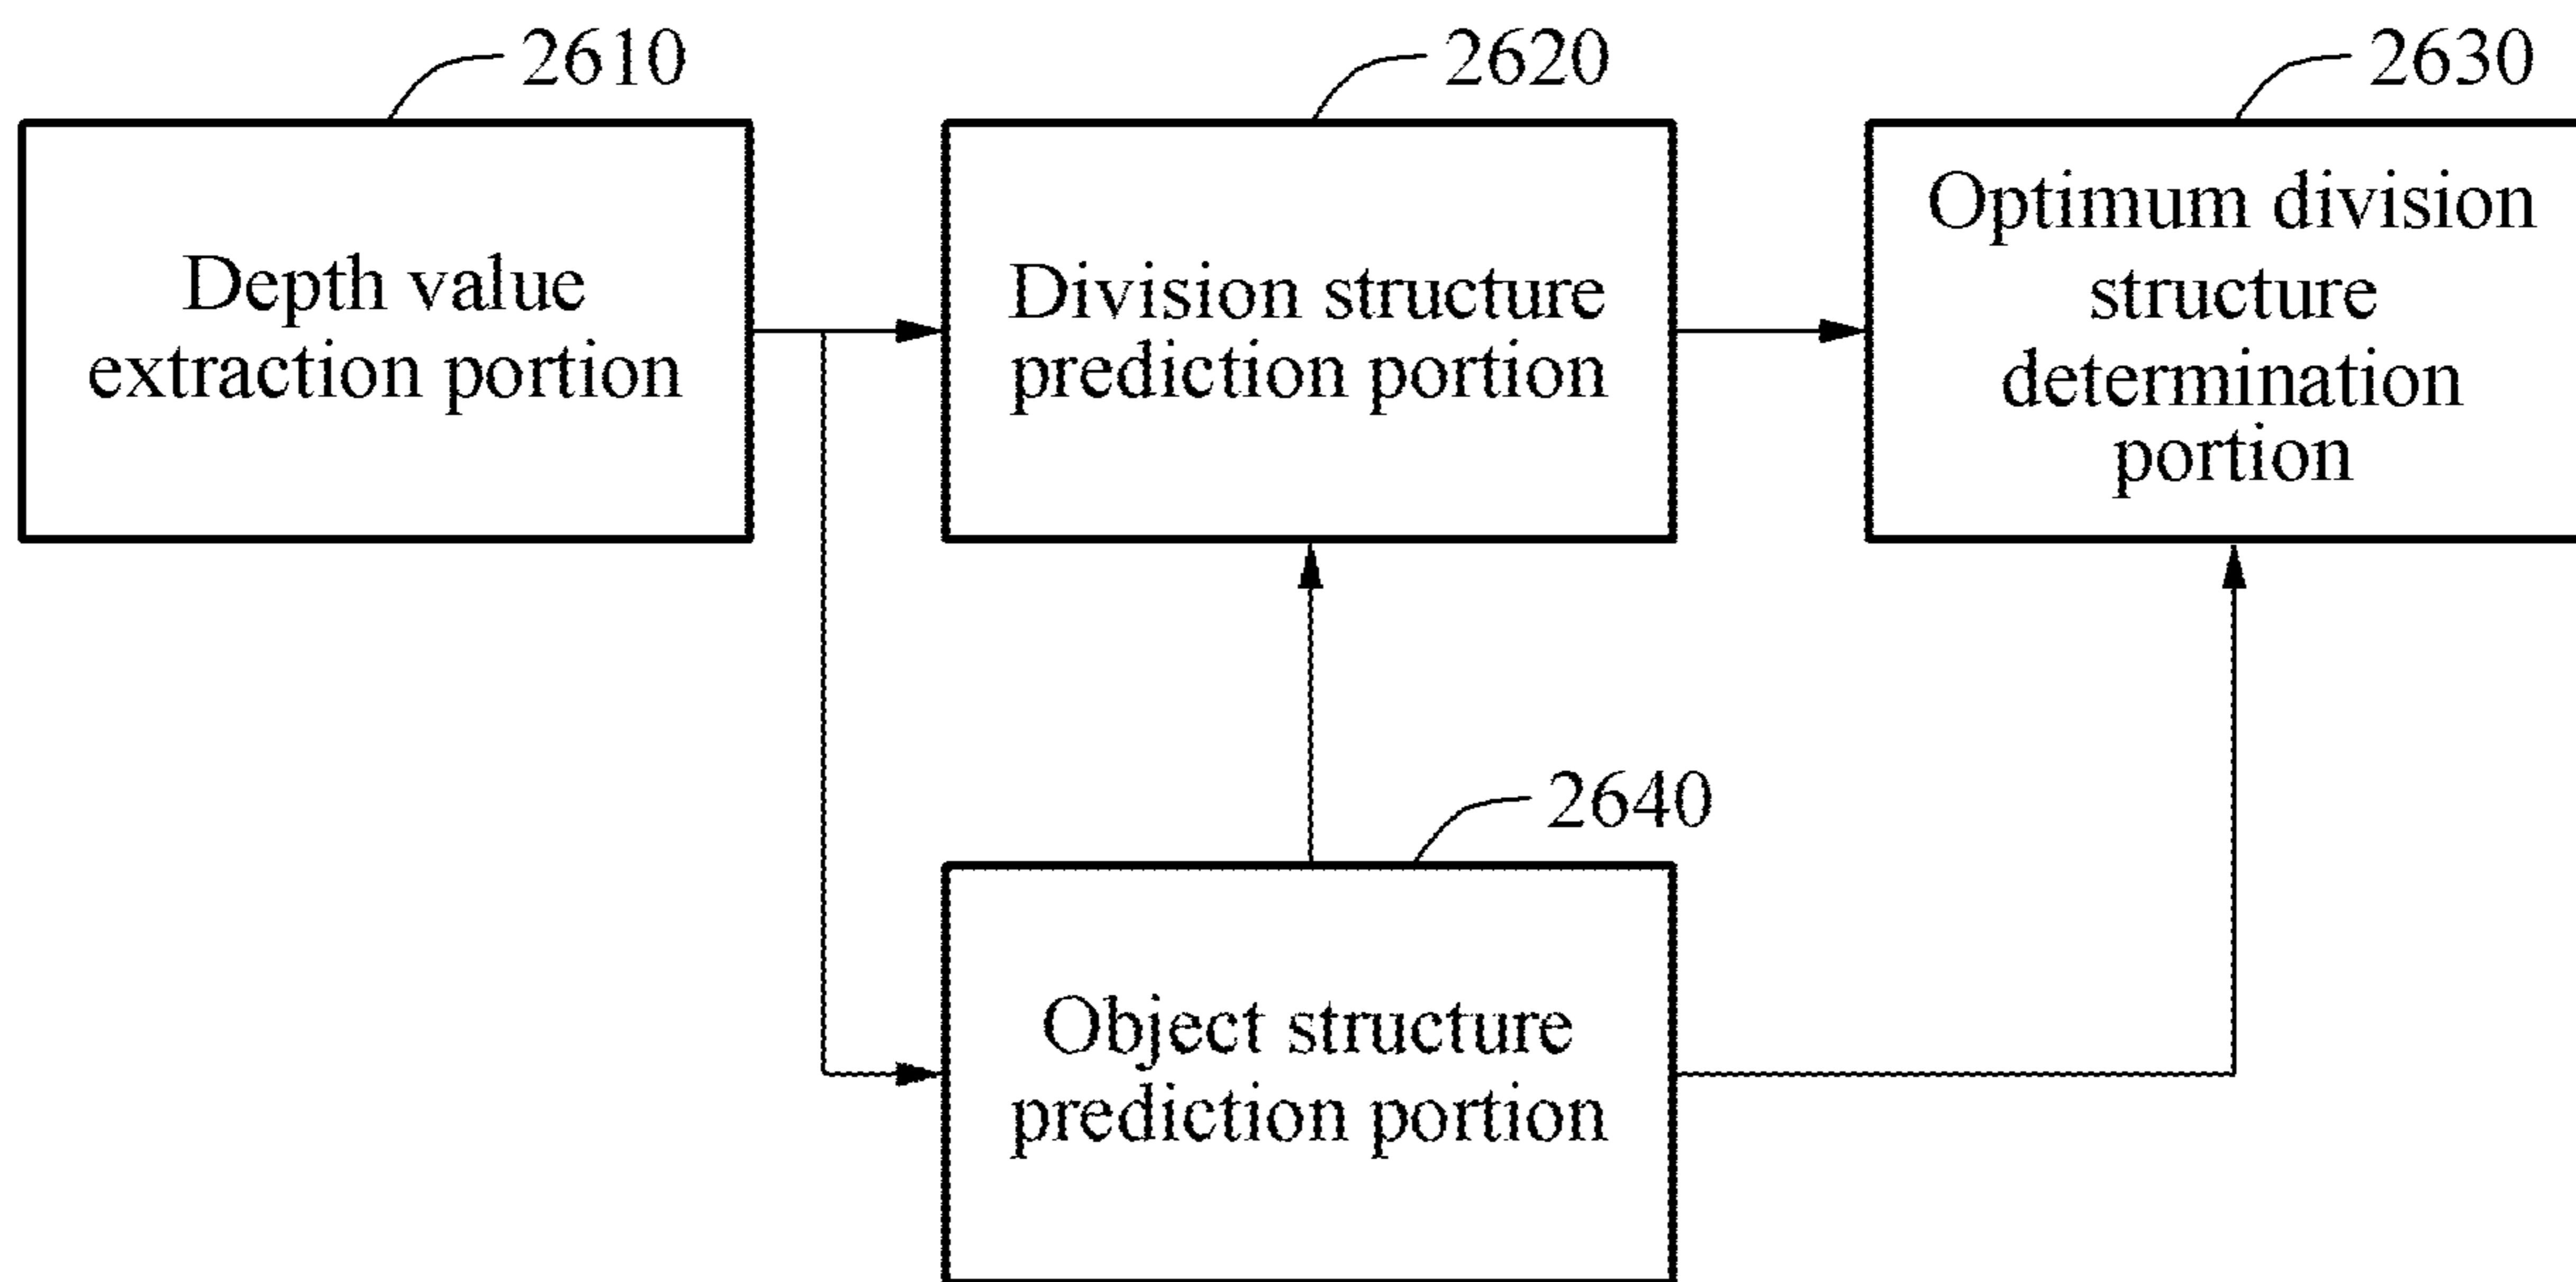 2610
Depth value
extraction portion
2620
Division structure
prediction portion
2630
Optimum division
structure
determination
portion
2640
Object structure
prediction portion